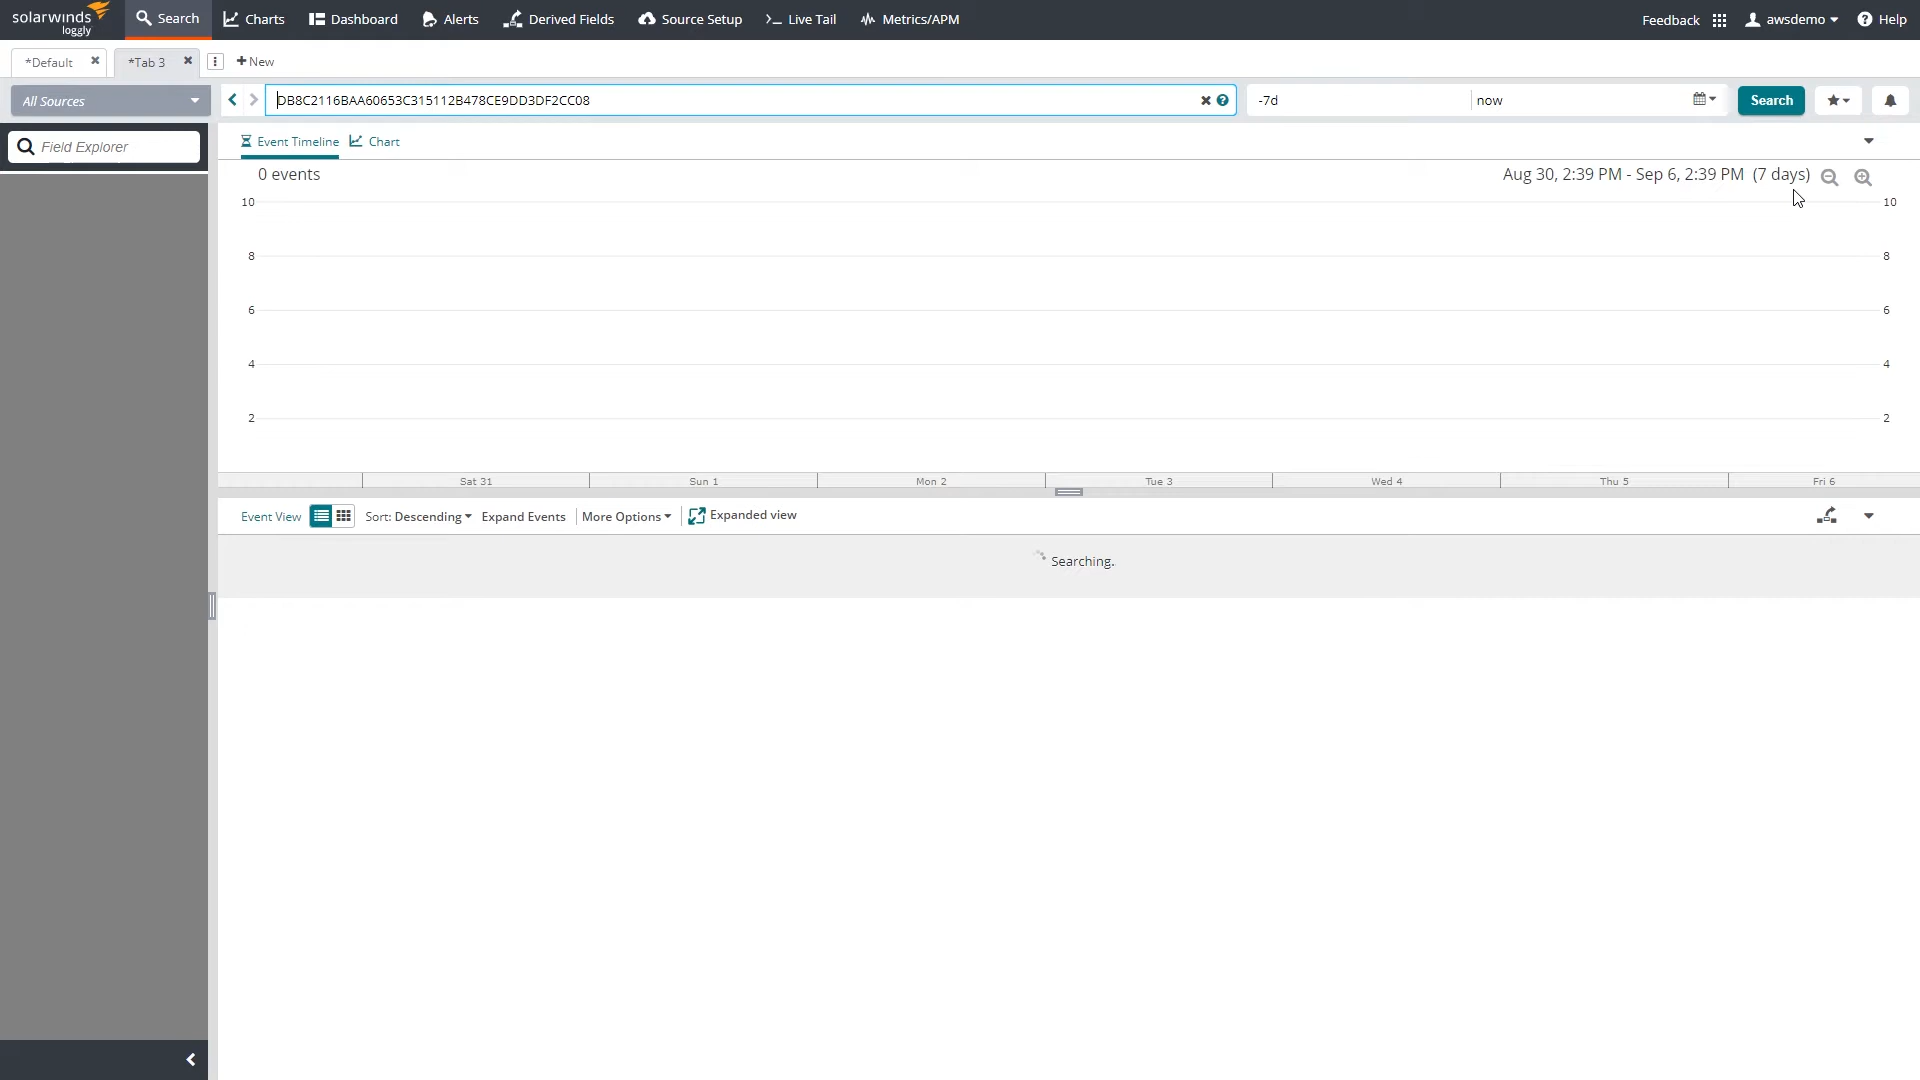 solarwinds loggly Search Charts Dashboard Alerts Derived Fields Source Setup Live Tail Metrics/APM Feedback awsdemo Help
*Default *Tab 3 New
All Sources DB8C2116BAA60653C315112B478CE9DD3DF2CC08 -7d now Search
Field Explorer Event Timeline Chart
0 events Aug 30, 2:39 PM - Sep 6, 2:39 PM (7 days)
10 10
8 8
6 6
4 4
2 2
Sat 31 Sun 1 Mon 2 Tue 3 Wed 4 Thu 5 Fri 6
Event View Sort: Descending Expand Events More Options Expanded view
Searching.